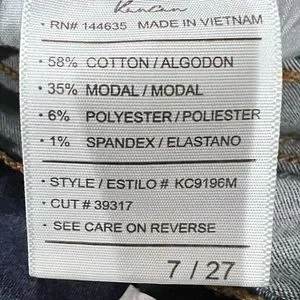 Kancan
• RN# 144635 MADE IN VIETNAM
• 58% COTTON / ALGODON
• 35% MODAL / MODAL
• 6% POLYESTER / POLIESTER
• 1% SPANDEX / ELASTANO
• STYLE / ESTILO # KC9196M
• CUT # 39317
• SEE CARE ON REVERSE
7 / 27